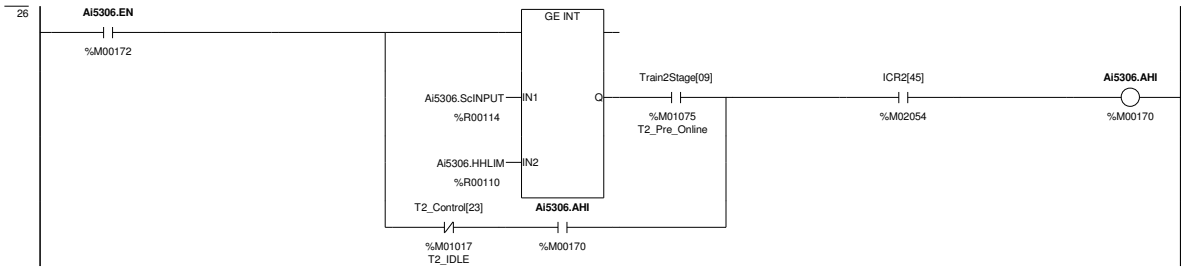 26
Ai5306.EN
%M00172
GE INT
Ai5306.ScINPUT IN1 Q
%R00114
Ai5306.HHLIM IN2
%R00110
Train2Stage[09]
%M01075
T2_Pre_Online
ICR2[45]
%M02054
Ai5306.AHI
%M00170
T2_Control[23]
%M01017
T2_IDLE
Ai5306.AHI
%M00170